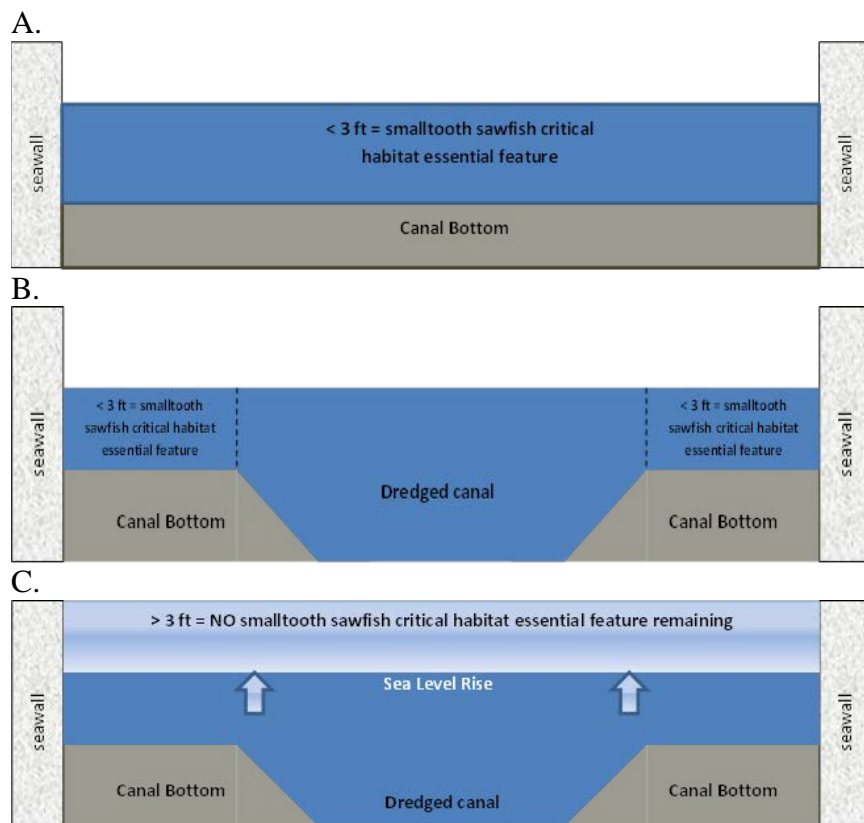 A.
seawall
< 3 ft = smalltooth sawfish critical
habitat essential feature
Canal Bottom
seawall
B.
seawall
< 3 ft = smalltooth
sawfish critical habitat
essential feature
Canal Bottom
Dredged canal
< 3 ft = smalltooth
sawfish critical habitat
essential feature
Canal Bottom
seawall
C.
seawall
> 3 ft = NO smalltooth sawfish critical habitat essential feature remaining
Sea Level Rise
Canal Bottom
Dredged canal
Canal Bottom
seawall